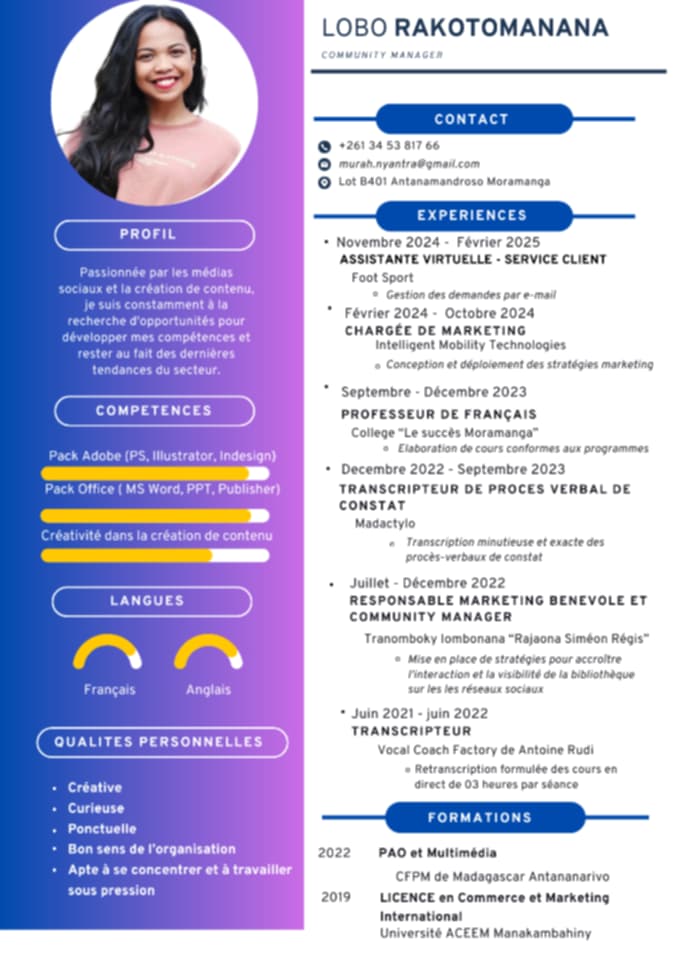 LOBO RAKOTOMANANA
COMMUNITY MANAGER
PROFIL
Passionnée par les médias
sociaux et la création de contenu,
je suis constamment à la
recherche d'opportunités pour
développer mes compétences et
rester au fait des dernières
tendances du secteur.
COMPETENCES
Pack Adobe (PS, Illustrator, Indesign)
Pack Office ( MS Word, PPT, Publisher)
Créativité dans la création de contenu
LANGUES
Français
Anglais
QUALITES PERSONNELLES
• Créative
• Curieuse
• Ponctuelle
• Bon sens de l'organisation
• Apte à se concentrer et à travailler
sous pression
CONTACT
+261 34 53 817 66
murah.nyantra@gmail.com
Lot B401 Antanamandroso Moramanga
EXPERIENCES
• Novembre 2024 - Février 2025
ASSISTANTE VIRTUELLE - SERVICE CLIENT
Foot Sport
Gestion des demandes par e-mail
• Février 2024 - Octobre 2024
CHARGÉE DE MARKETING
Intelligent Mobility Technologies
Conception et déploiement des stratégies marketing
• Septembre - Décembre 2023
PROFESSEUR DE FRANÇAIS
College "Le succès Moramanga"
Elaboration de cours conformes aux programmes
• Decembre 2022 - Septembre 2023
TRANSCRIPTEUR DE PROCES VERBAL DE
CONSTAT
Madactylo
Transcription minutieuse et exacte des
procès-verbaux de constat
• Juillet - Décembre 2022
RESPONSABLE MARKETING BENEVOLE ET
COMMUNITY MANAGER
Tranomboky Iombonana "Rajaona Siméon Régis"
Mise en place de stratégies pour accroître
l'interaction et la visibilité de la bibliothèque
sur les les réseaux sociaux
• Juin 2021 - juin 2022
TRANSCRIPTEUR
Vocal Coach Factory de Antoine Rudi
Retranscription formulée des cours en
direct de 03 heures par séance
FORMATIONS
2022 PAO et Multimédia
CFPM de Madagascar Antananarivo
2019 LICENCE en Commerce et Marketing
International
Université ACEEM Manakambahiny